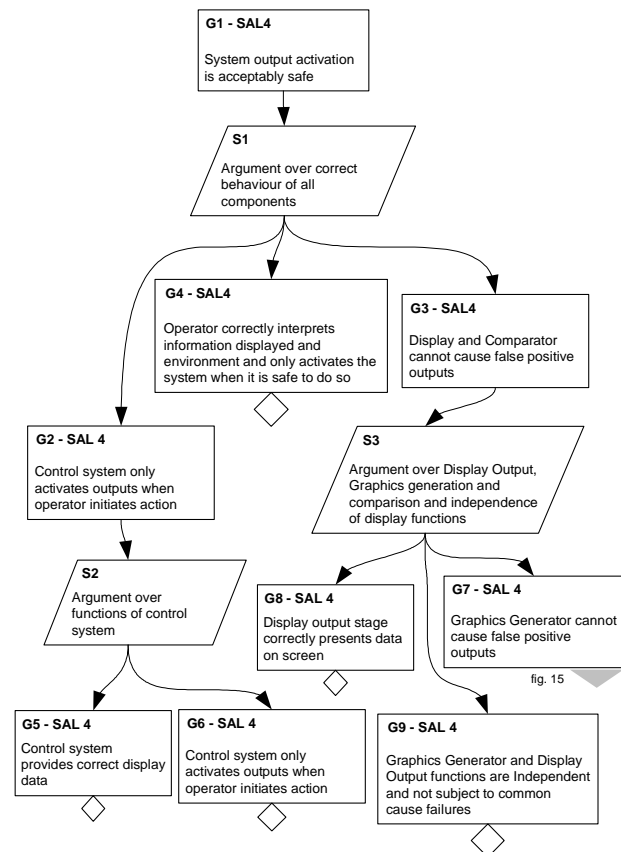 G1 - SAL4
System output activation
is acceptably safe
S1
Argument over correct
behaviour of all
components
G4 - SAL4
Operator correctly interprets
information displayed and
environment and only activates the
system when it is safe to do so
G3 - SAL4
Display and Comparator
cannot cause false positive
outputs
G2 - SAL 4
Control system only
activates outputs when
operator initiates action
S3
Argument over Display Output,
Graphics generation and
comparison and independence
of display functions
S2
Argument over
functions of control
system
G8 - SAL 4
Display output stage
correctly presents data
on screen
G7 - SAL 4
Graphics Generator cannot
cause false positive
outputs
fig. 15
G5 - SAL 4
Control system
provides correct display
data
G6 - SAL 4
Control system only
activates outputs when
operator initiates action
G9 - SAL 4
Graphics Generator and Display
Output functions are Independent
and not subject to common
cause failures